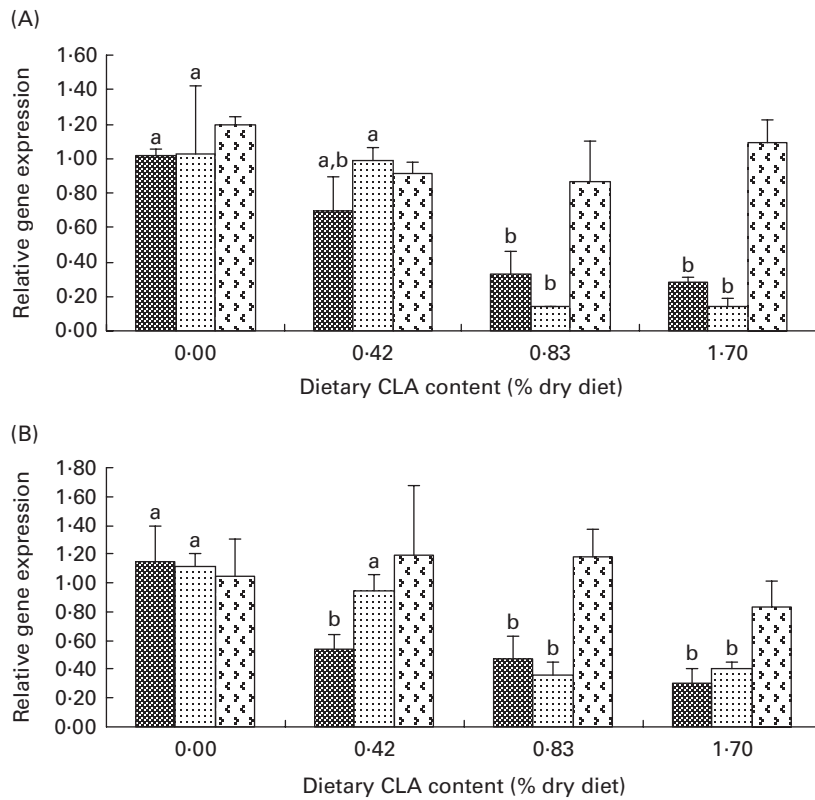 (A)
Relative gene expression
1·60
1·40
1·20
1·00
0·80
0·60
0·40
0·20
0·00
a
a
a,b
a
b
b
b
b
0·00 0·42 0·83 1·70
Dietary CLA content (% dry diet)
(B)
Relative gene expression
1·80
1·60
1·40
1·20
1·00
0·80
0·60
0·40
0·20
0·00
a
a
b
a
b
b
b
b
0·00 0·42 0·83 1·70
Dietary CLA content (% dry diet)